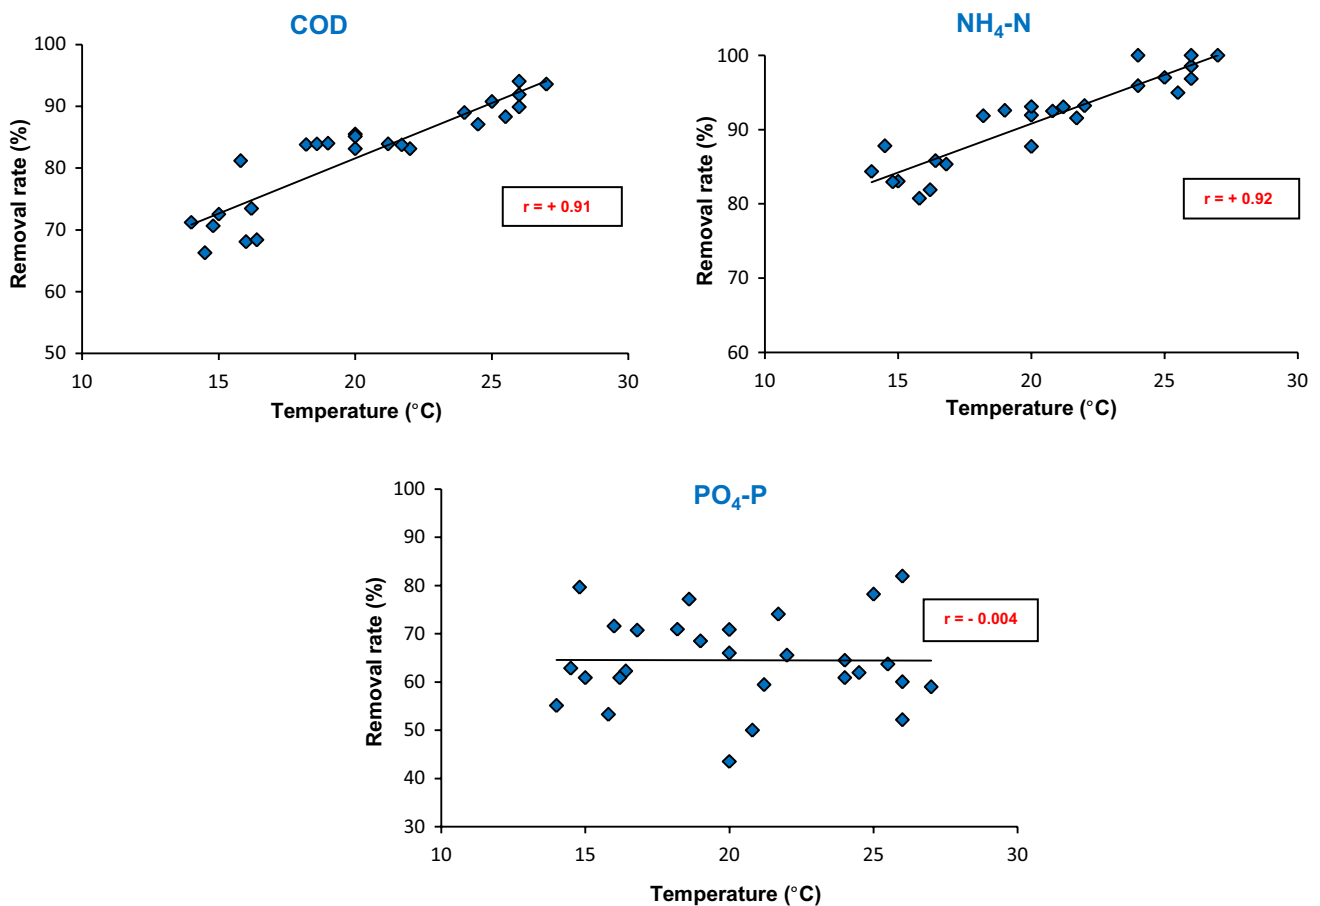 COD
100
90
80
70
60
50
10
15
20
25
30
Removal rate (%)
Temperature (°C)
r = + 0.91
NH₄-N
100
90
80
70
60
10
15
20
25
30
Removal rate (%)
Temperature (°C)
r = + 0.92
PO₄-P
100
90
80
70
60
50
40
30
10
15
20
25
30
Removal rate (%)
Temperature (°C)
r = - 0.004